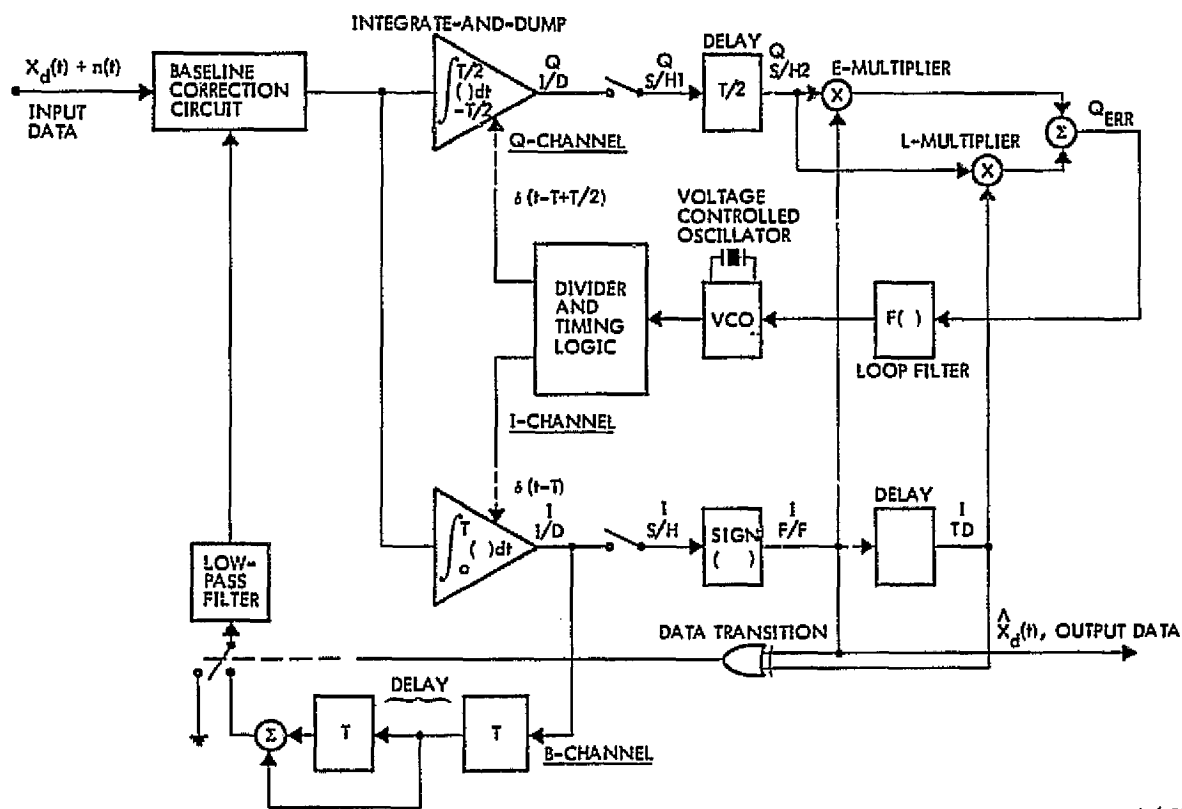 INTEGRATE-AND-DUMP
X_d(t) + n(t)
INPUT
DATA
BASELINE
CORRECTION
CIRCUIT
∫ T/2 ( )dt -T/2
Q
I/D
Q
S/H1
DELAY
T/2
Q
S/H2
E-MULTIPLIER
X
Σ
Q_ERR
L-MULTIPLIER
X
Q-CHANNEL
δ(t-T+T/2)
VOLTAGE
CONTROLLED
OSCILLATOR
DIVIDER
AND
TIMING
LOGIC
VCO
F( )
LOOP FILTER
I-CHANNEL
δ(t-T)
∫ T ( )dt o
I
I/D
I
S/H
SIGN
( )
I
F/F
DELAY
I
TD
LOW-
PASS
FILTER
DATA TRANSITION
X̂_d(t), OUTPUT DATA
DELAY
Σ
T
T
B-CHANNEL